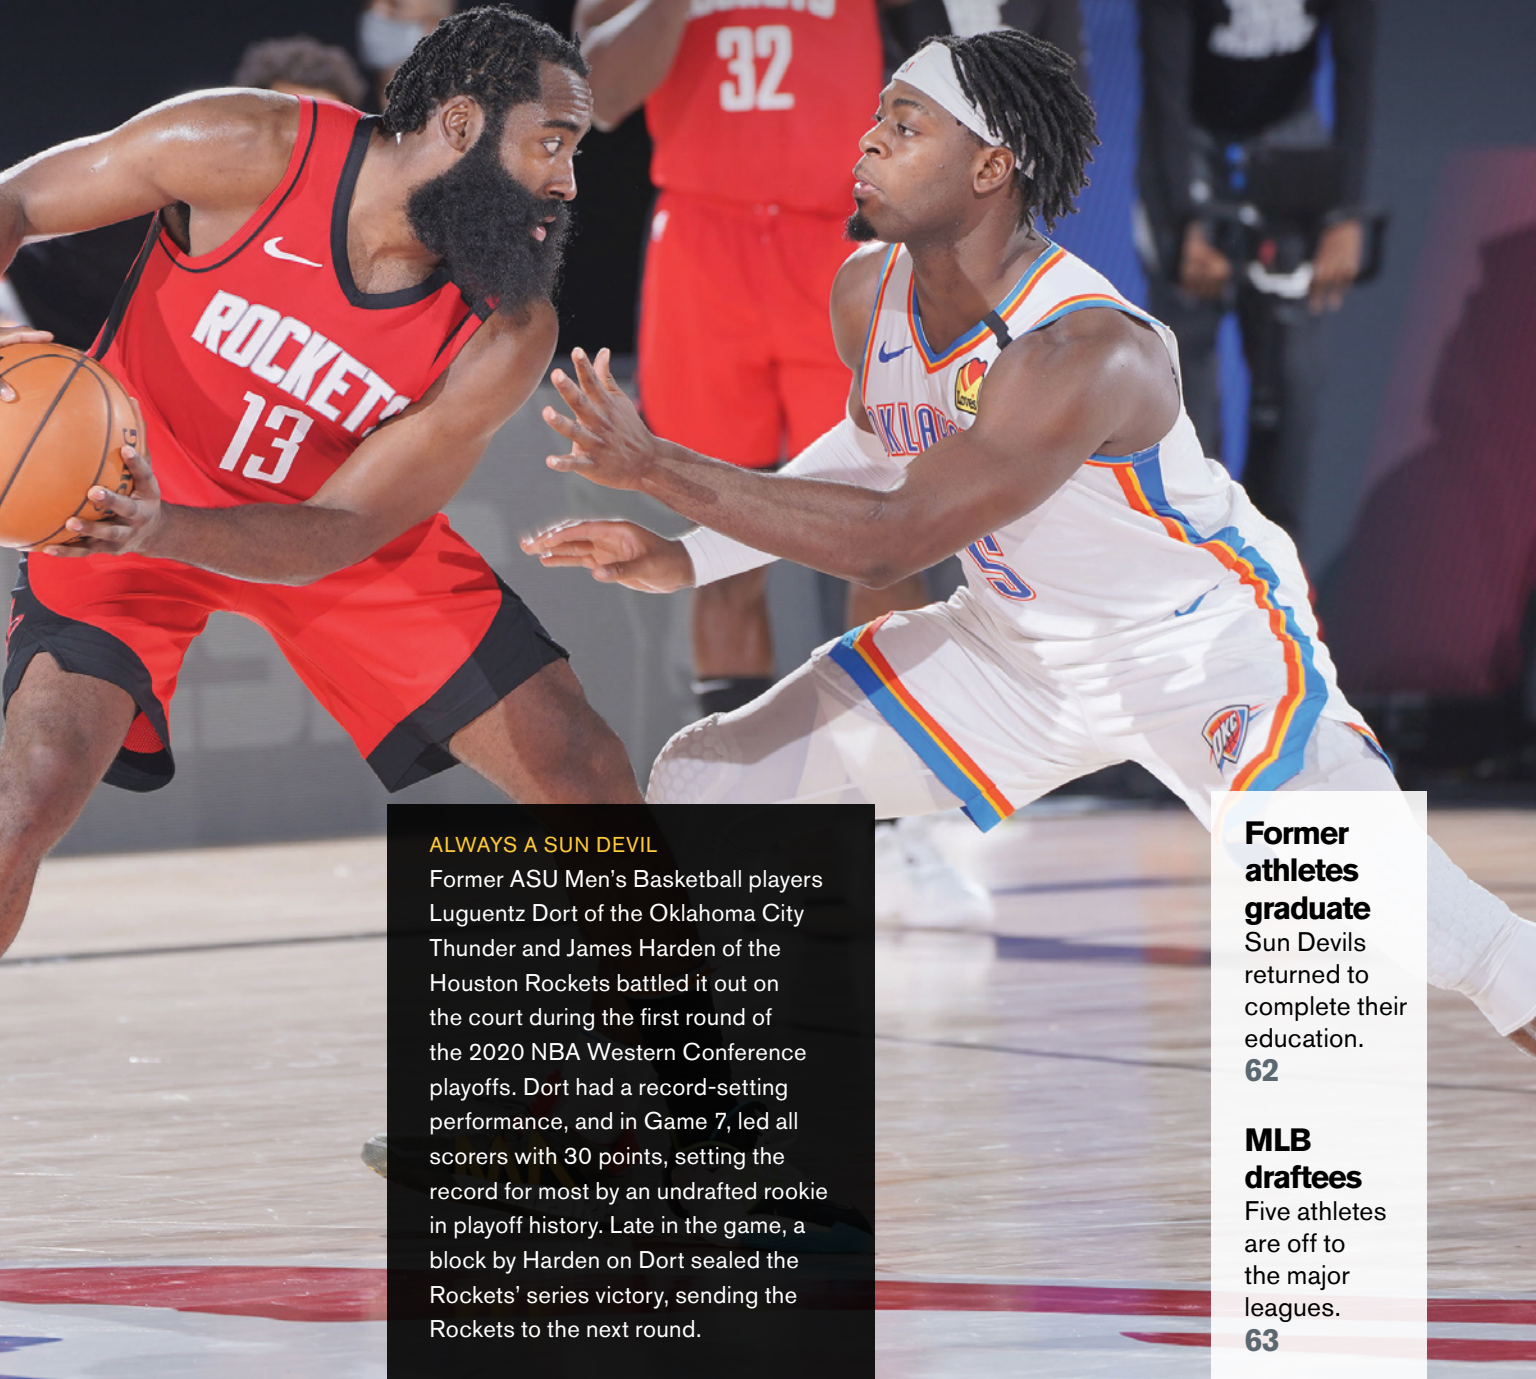 32
ROCKETS
13
Loves
OKLAH
5
OKC
ALWAYS A SUN DEVIL
Former ASU Men’s Basketball players
Luguentz Dort of the Oklahoma City
Thunder and James Harden of the
Houston Rockets battled it out on
the court during the first round of
the 2020 NBA Western Conference
playoffs. Dort had a record-setting
performance, and in Game 7, led all
scorers with 30 points, setting the
record for most by an undrafted rookie
in playoff history. Late in the game, a
block by Harden on Dort sealed the
Rockets’ series victory, sending the
Rockets to the next round.
Former
athletes
graduate
Sun Devils
returned to
complete their
education.
62
MLB
draftees
Five athletes
are off to
the major
leagues.
63